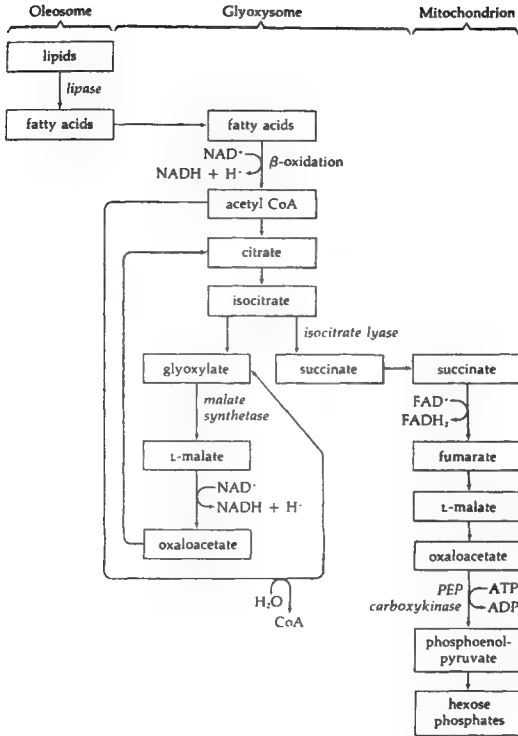 Oleosome
Glyoxysome
Mitochondrion
lipids
lipase
fatty acids
fatty acids
NAD⁺
NADH + H⁺
β-oxidation
acetyl CoA
citrate
isocitrate
isocitrate lyase
glyoxylate
succinate
succinate
malate
synthetase
FAD⁺
FADH₂
L-malate
fumarate
NAD⁺
NADH + H⁺
L-malate
oxaloacetate
oxaloacetate
H₂O
CoA
PEP
carboxykinase
ATP
ADP
phosphoenol-
pyruvate
hexose
phosphates